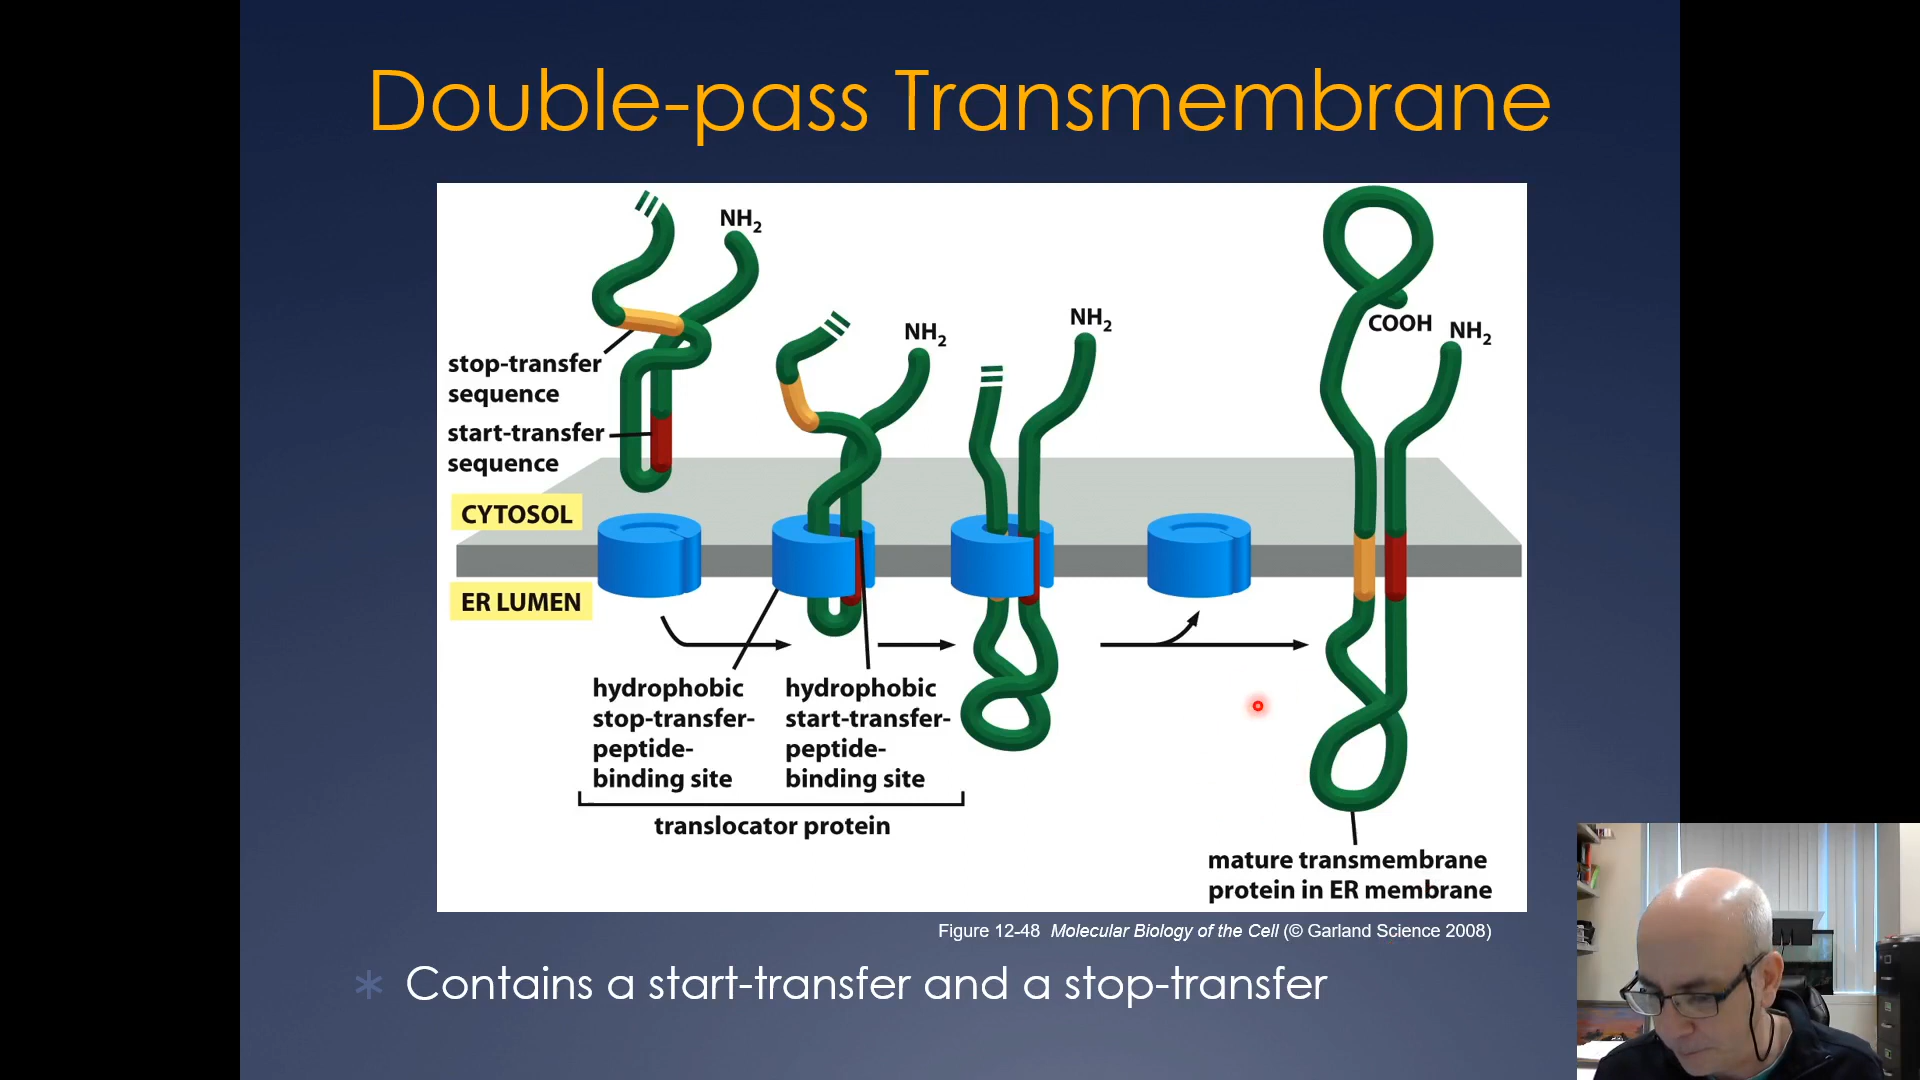 Double-pass Transmembrane
NH2
stop-transfer
sequence
start-transfer
sequence
NH2
NH2
COOH
NH2
CYTOSOL
ER LUMEN
hydrophobic
stop-transfer-
peptide-
binding site
hydrophobic
start-transfer-
peptide-
binding site
translocator protein
mature transmembrane
protein in ER membrane
Figure 12-48 Molecular Biology of the Cell (© Garland Science 2008)
* Contains a start-transfer and a stop-transfer